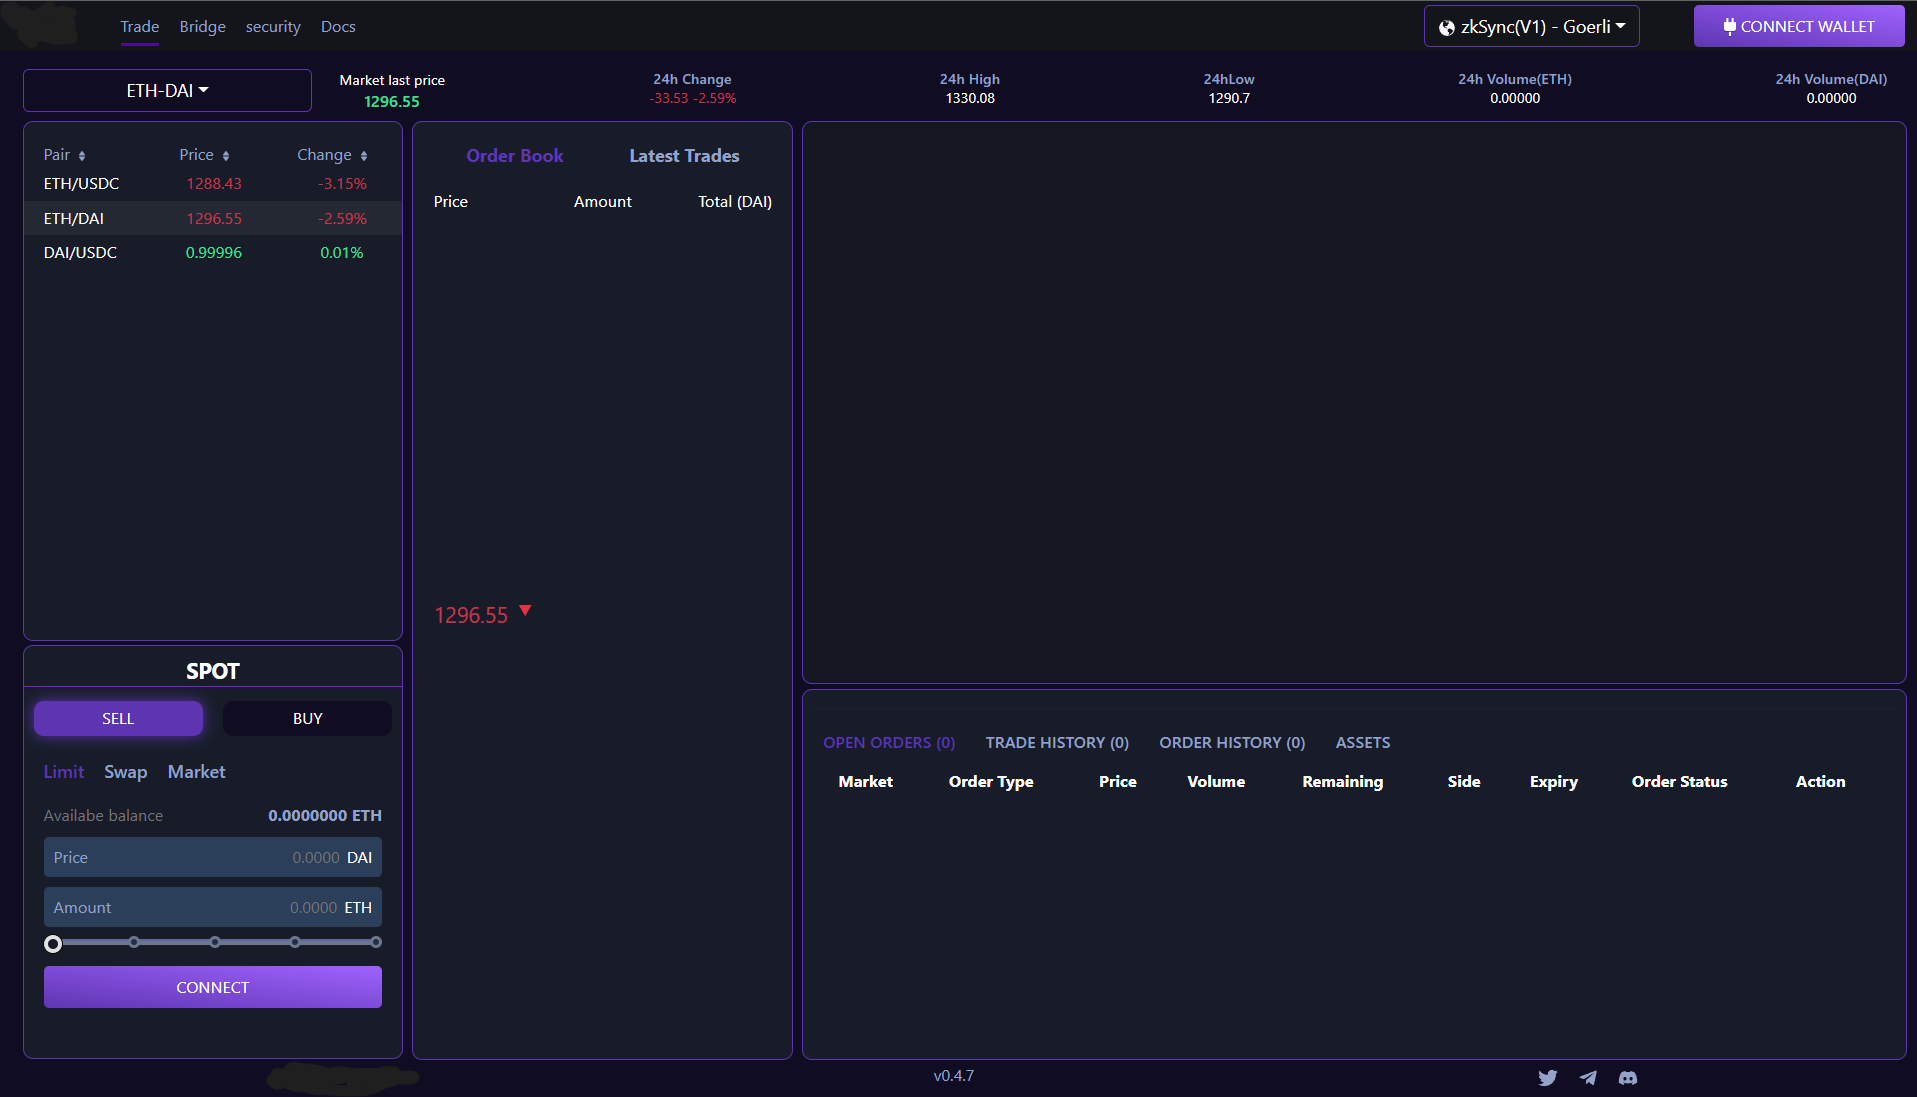 Trade Bridge security Docs zkSync(V1) - Goerli CONNECT WALLET
ETH-DAI
Market last price
1296.55
24h Change
-33.53 -2.59%
24h High
1330.08
24hLow
1290.7
24h Volume(ETH)
0.00000
24h Volume(DAI)
0.00000
Pair Price Change
ETH/USDC 1288.43 -3.15%
ETH/DAI 1296.55 -2.59%
DAI/USDC 0.99996 0.01%
SPOT
SELL BUY
Limit Swap Market
Availabe balance 0.0000000 ETH
Price 0.0000 DAI
Amount 0.0000 ETH
CONNECT
Order Book Latest Trades
Price Amount Total (DAI)
1296.55
OPEN ORDERS (0) TRADE HISTORY (0) ORDER HISTORY (0) ASSETS
Market Order Type Price Volume Remaining Side Expiry Order Status Action
v0.4.7